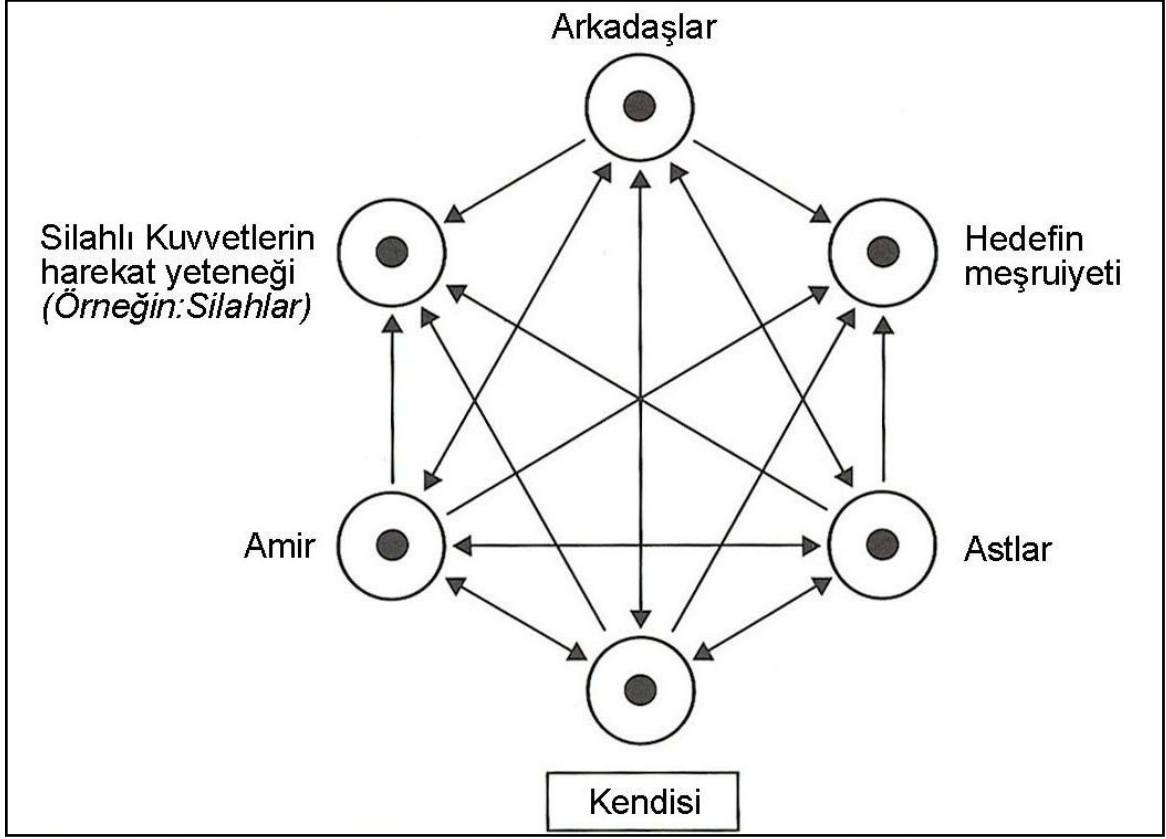 Arkadaşlar
Silahlı Kuvvetlerin
harekat yeteneği
(Örneğin:Silahlar)
Hedefin
meşruiyeti
Amir
Astlar
Kendisi